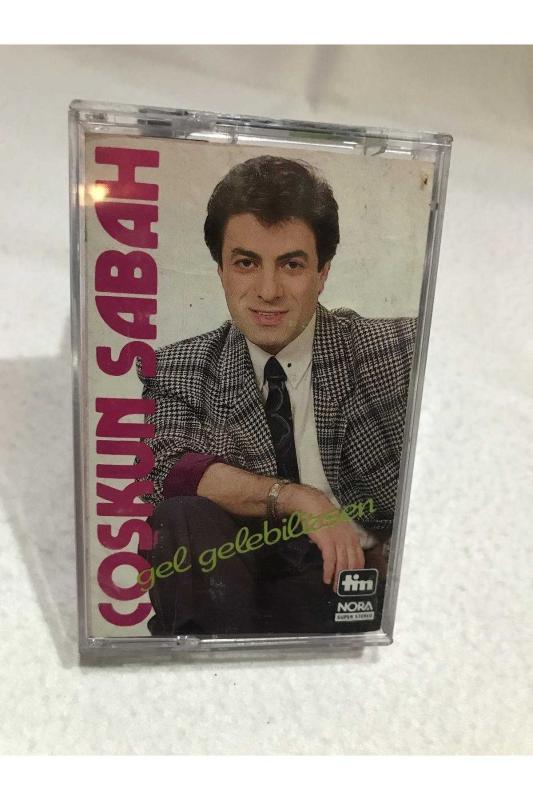 COSKUN SABAH
gel gelebilirsen
tim
NORA
SUPER STEREO